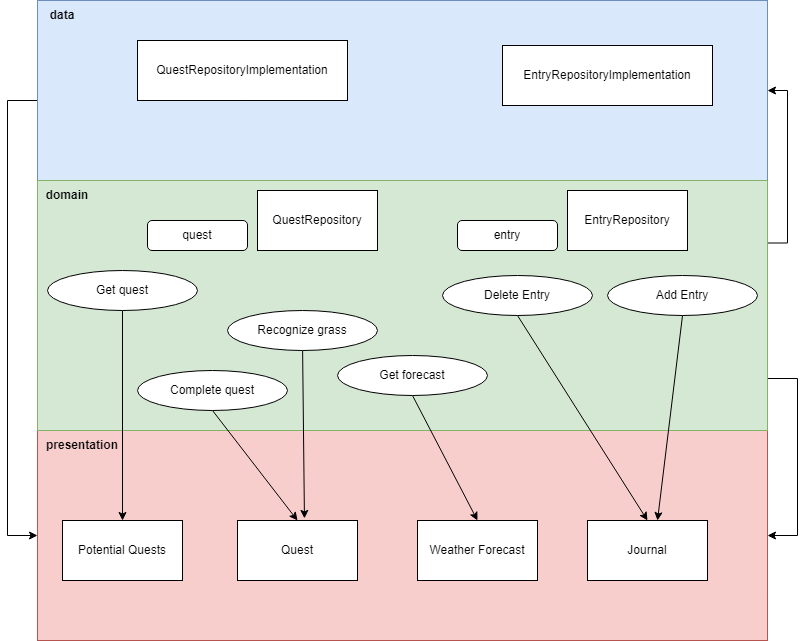 data
QuestRepositoryImplementation
EntryRepositoryImplementation
domain
quest
QuestRepository
entry
EntryRepository
Get quest
Delete Entry
Add Entry
Recognize grass
Complete quest
Get forecast
presentation
Potential Quests
Quest
Weather Forecast
Journal